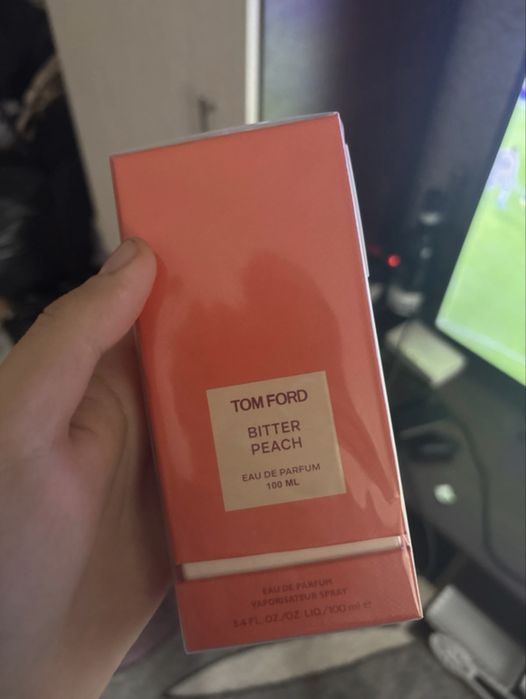 TOM FORD
BITTER
PEACH
EAU DE PARFUM
100 ML
EAU DE PARFUM
VAPORISATEUR SPRAY
3.4 FL.OZ./OZ. LIQ./100 ml ℮